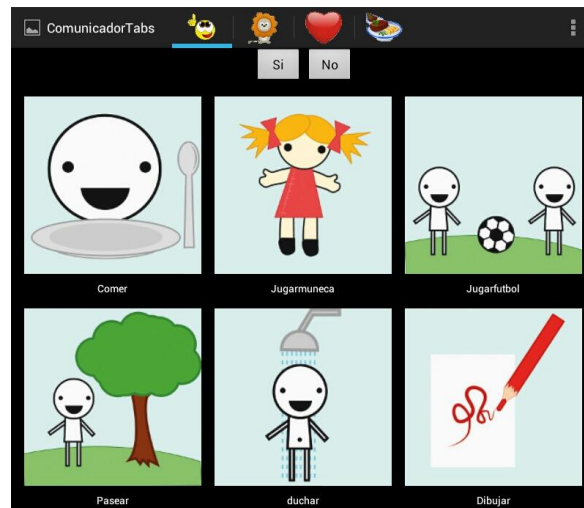 ComunicadorTabs
Si No
Comer Jugarmuneca Jugarfutbol
Pasear duchar Dibujar